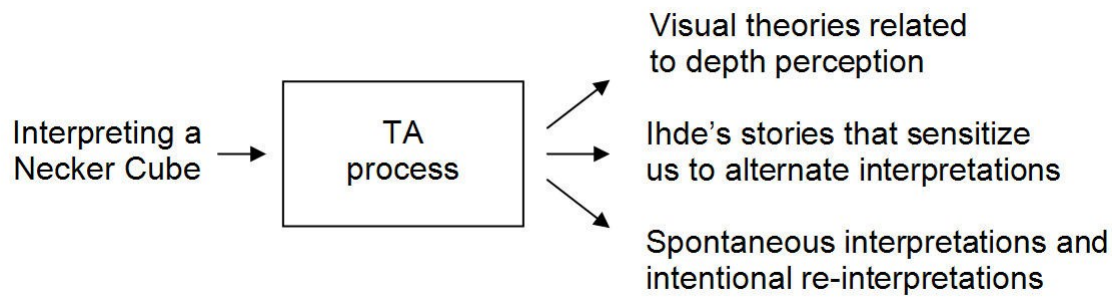 Interpreting a
Necker Cube
TA
process
Visual theories related
to depth perception
Ihde's stories that sensitize
us to alternate interpretations
Spontaneous interpretations and
intentional re-interpretations